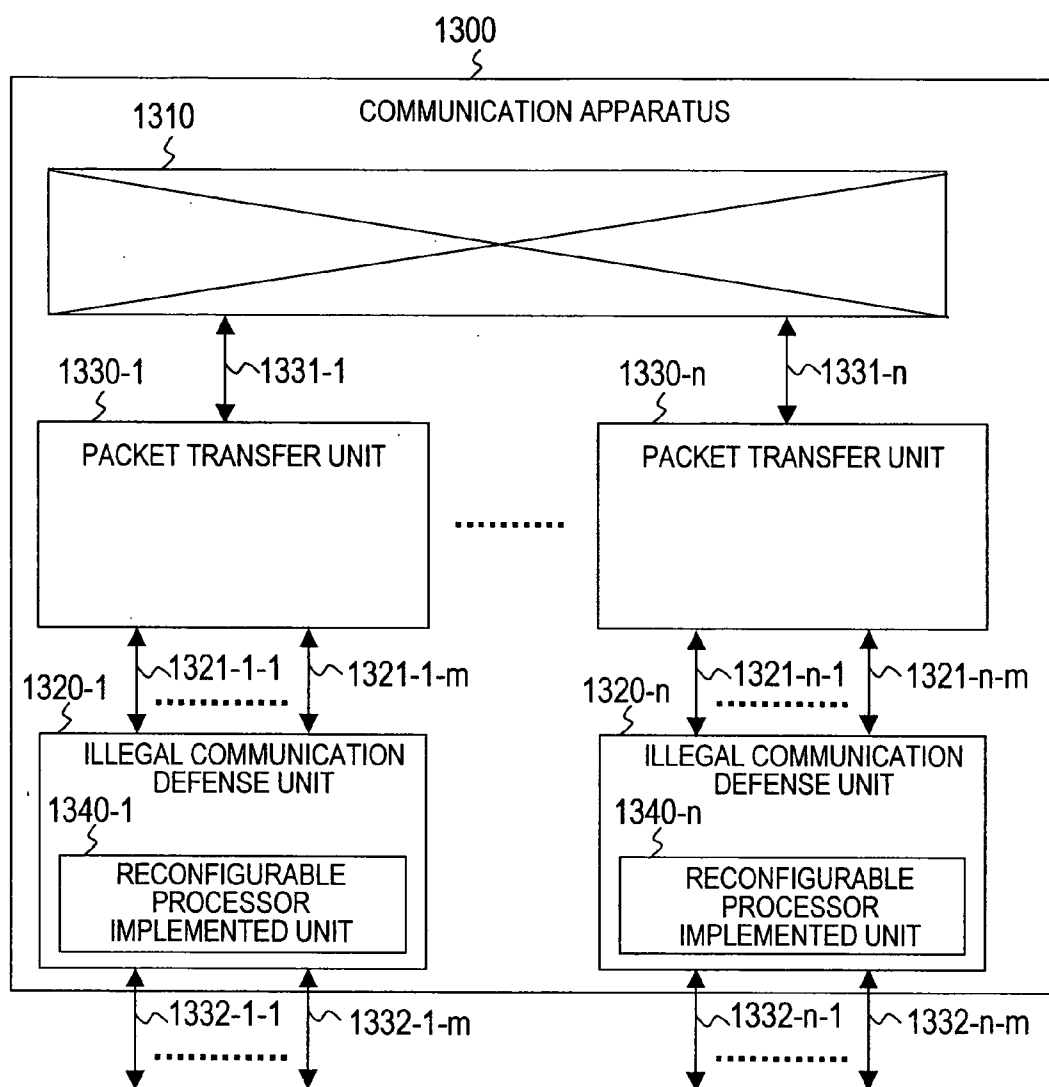 1300
COMMUNICATION APPARATUS
1310
1330-1
1331-1
1330-n
1331-n
PACKET TRANSFER UNIT
PACKET TRANSFER UNIT
1321-1-1
1321-1-m
1321-n-1
1321-n-m
1320-1
1320-n
ILLEGAL COMMUNICATION
DEFENSE UNIT
ILLEGAL COMMUNICATION
DEFENSE UNIT
1340-1
1340-n
RECONFIGURABLE
PROCESSOR
IMPLEMENTED UNIT
RECONFIGURABLE
PROCESSOR
IMPLEMENTED UNIT
1332-1-1
1332-1-m
1332-n-1
1332-n-m